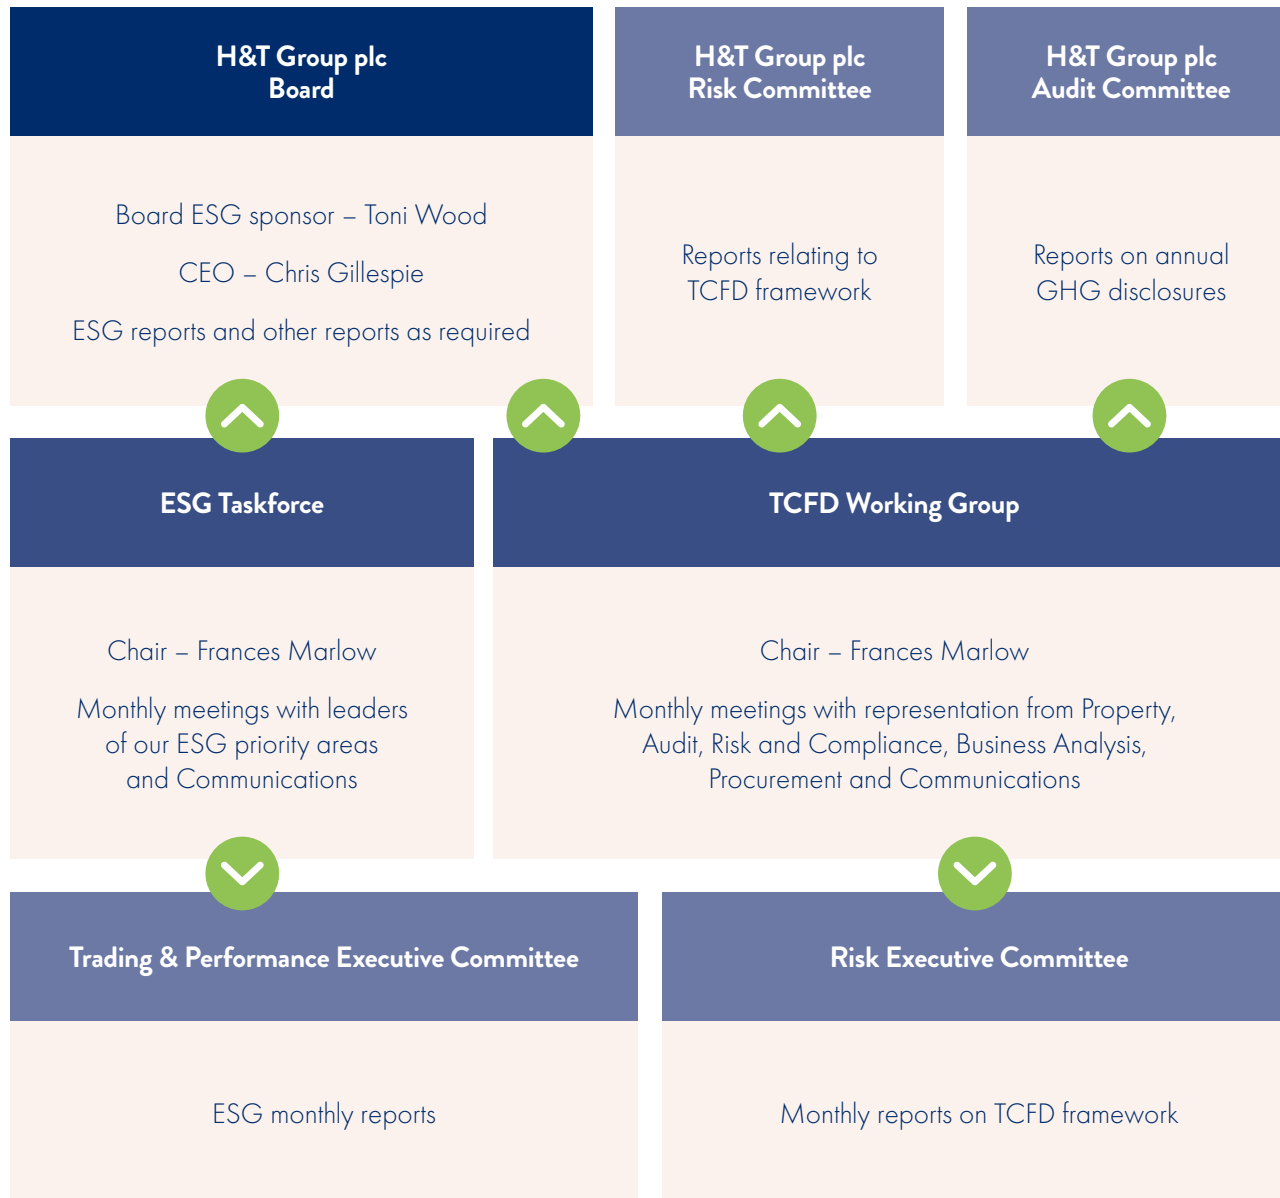 H&T Group plc
Board
Board ESG sponsor – Toni Wood
CEO – Chris Gillespie
ESG reports and other reports as required
H&T Group plc
Risk Committee
Reports relating to
TCFD framework
H&T Group plc
Audit Committee
Reports on annual
GHG disclosures
ESG Taskforce
Chair – Frances Marlow
Monthly meetings with leaders
of our ESG priority areas
and Communications
TCFD Working Group
Chair – Frances Marlow
Monthly meetings with representation from Property,
Audit, Risk and Compliance, Business Analysis,
Procurement and Communications
Trading & Performance Executive Committee
ESG monthly reports
Risk Executive Committee
Monthly reports on TCFD framework